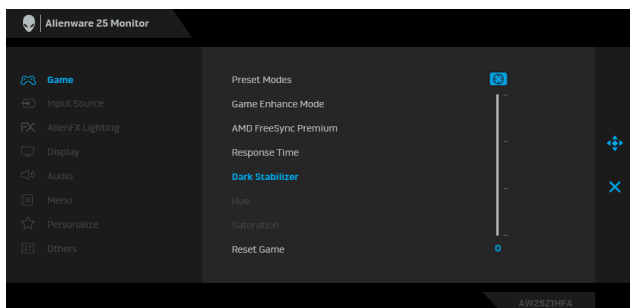 Alienware 25 Monitor
Game
Input Source
FX AlienFX Lighting
Display
Audio
Menu
Personalize
Others
Preset Modes
Game Enhance Mode
AMD FreeSync Premium
Response Time
Dark Stabilizer
Hue
Saturation
Reset Game
0
AW2521HFA